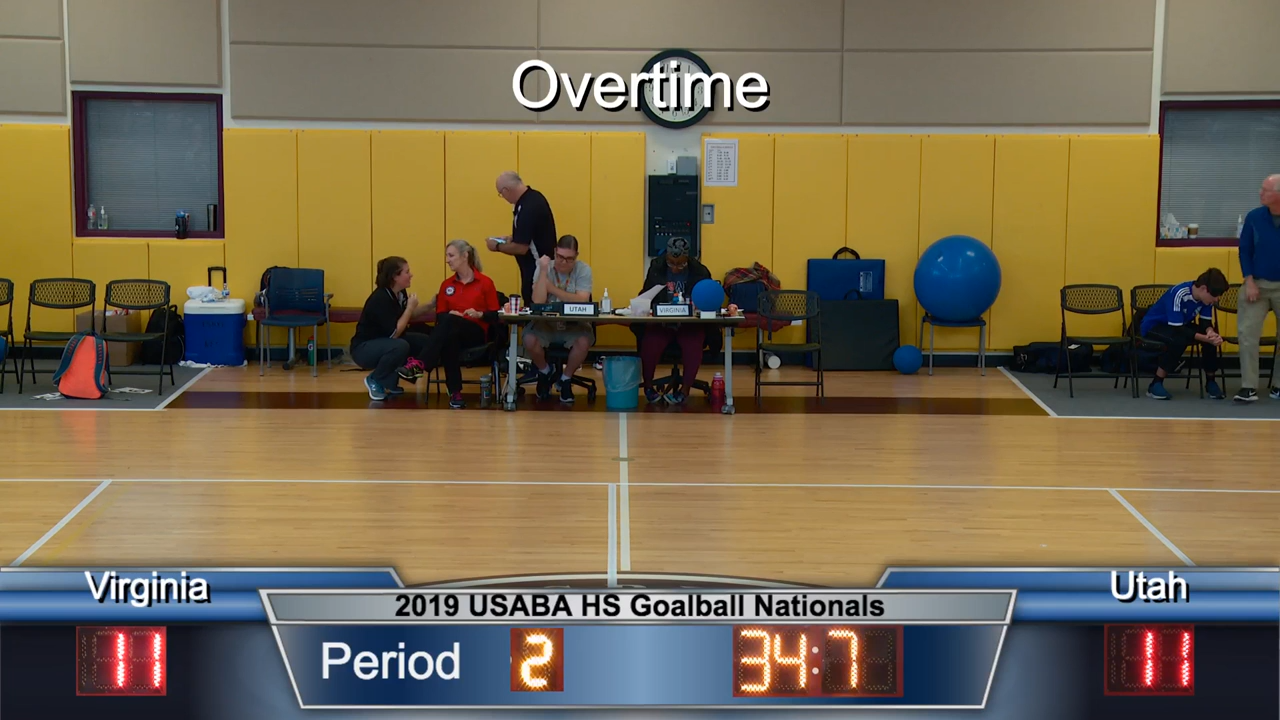 Overtime
UTAH
VIRGINIA
Virginia
Utah
2019 USABA HS Goalball Nationals
11
Period
2
34:7
11